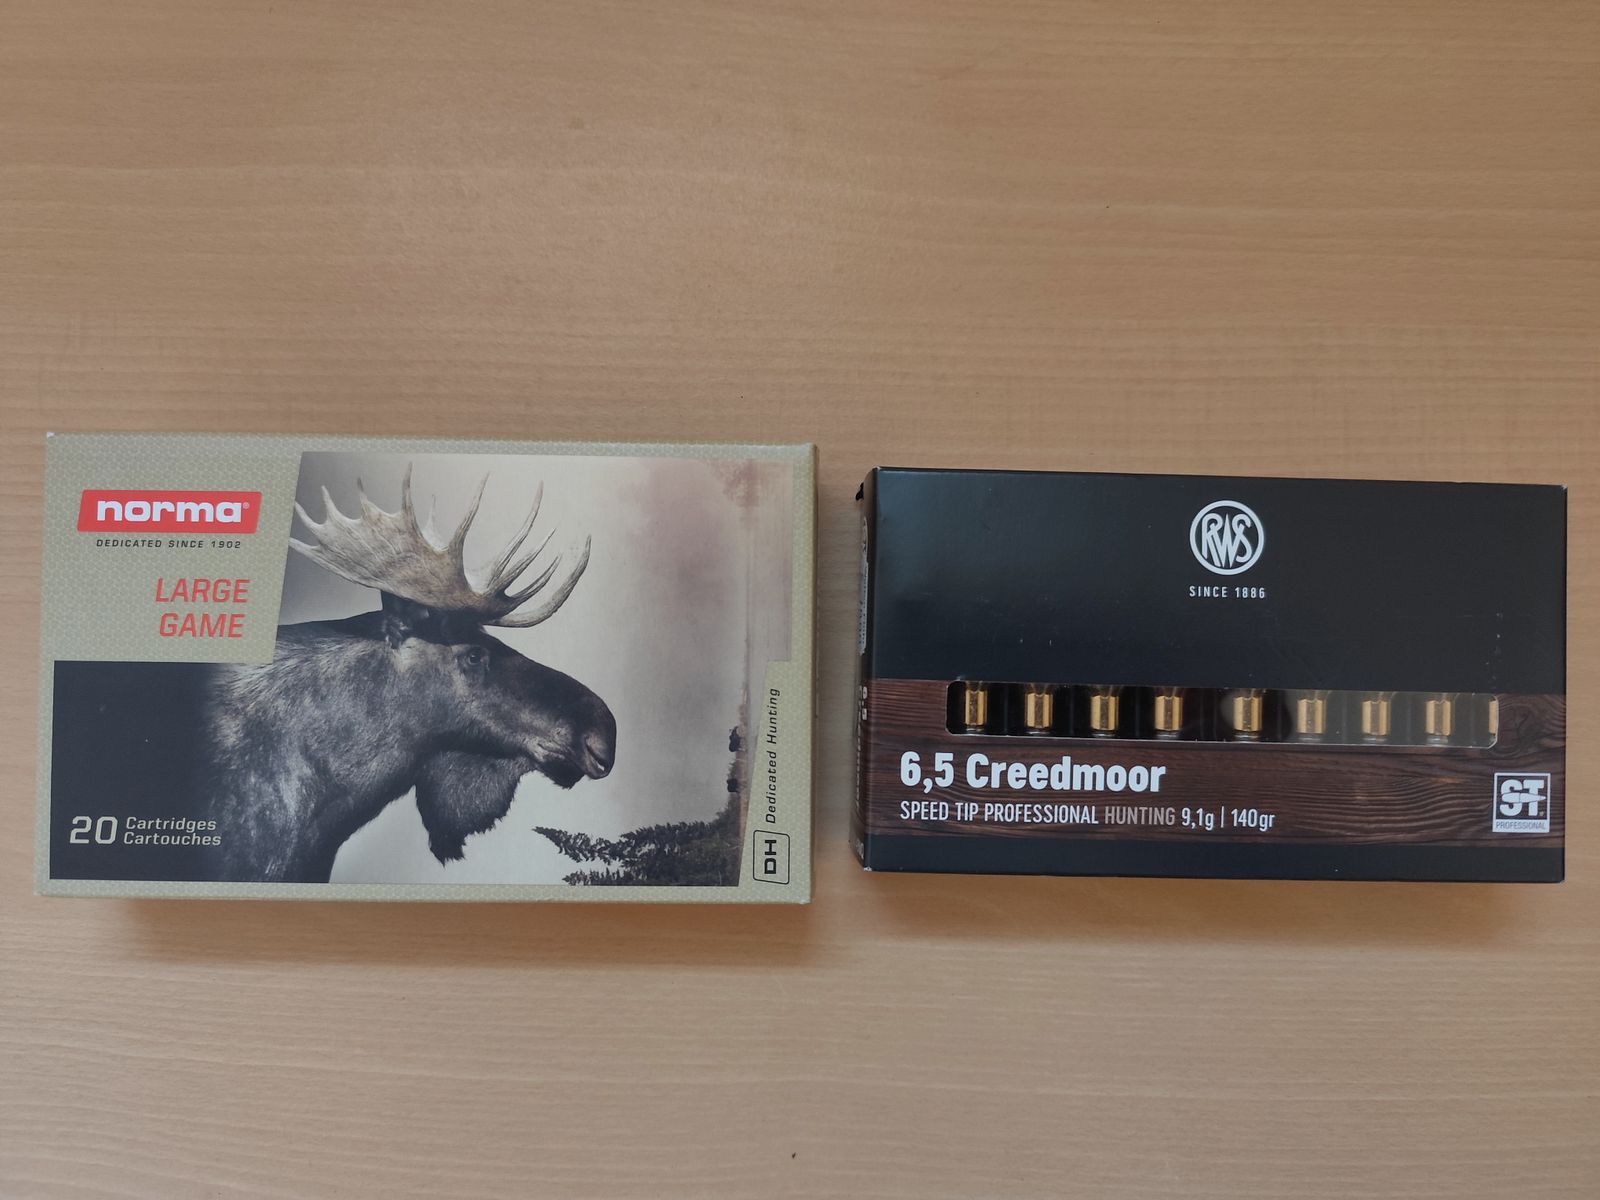 norma®
DEDICATED SINCE 1902
LARGE
GAME
20 Cartridges
Cartouches
DH Dedicated Hunting
RWS
SINCE 1886
6,5 Creedmoor
SPEED TIP PROFESSIONAL HUNTING 9,1g | 140gr
ST
PROFESSIONAL